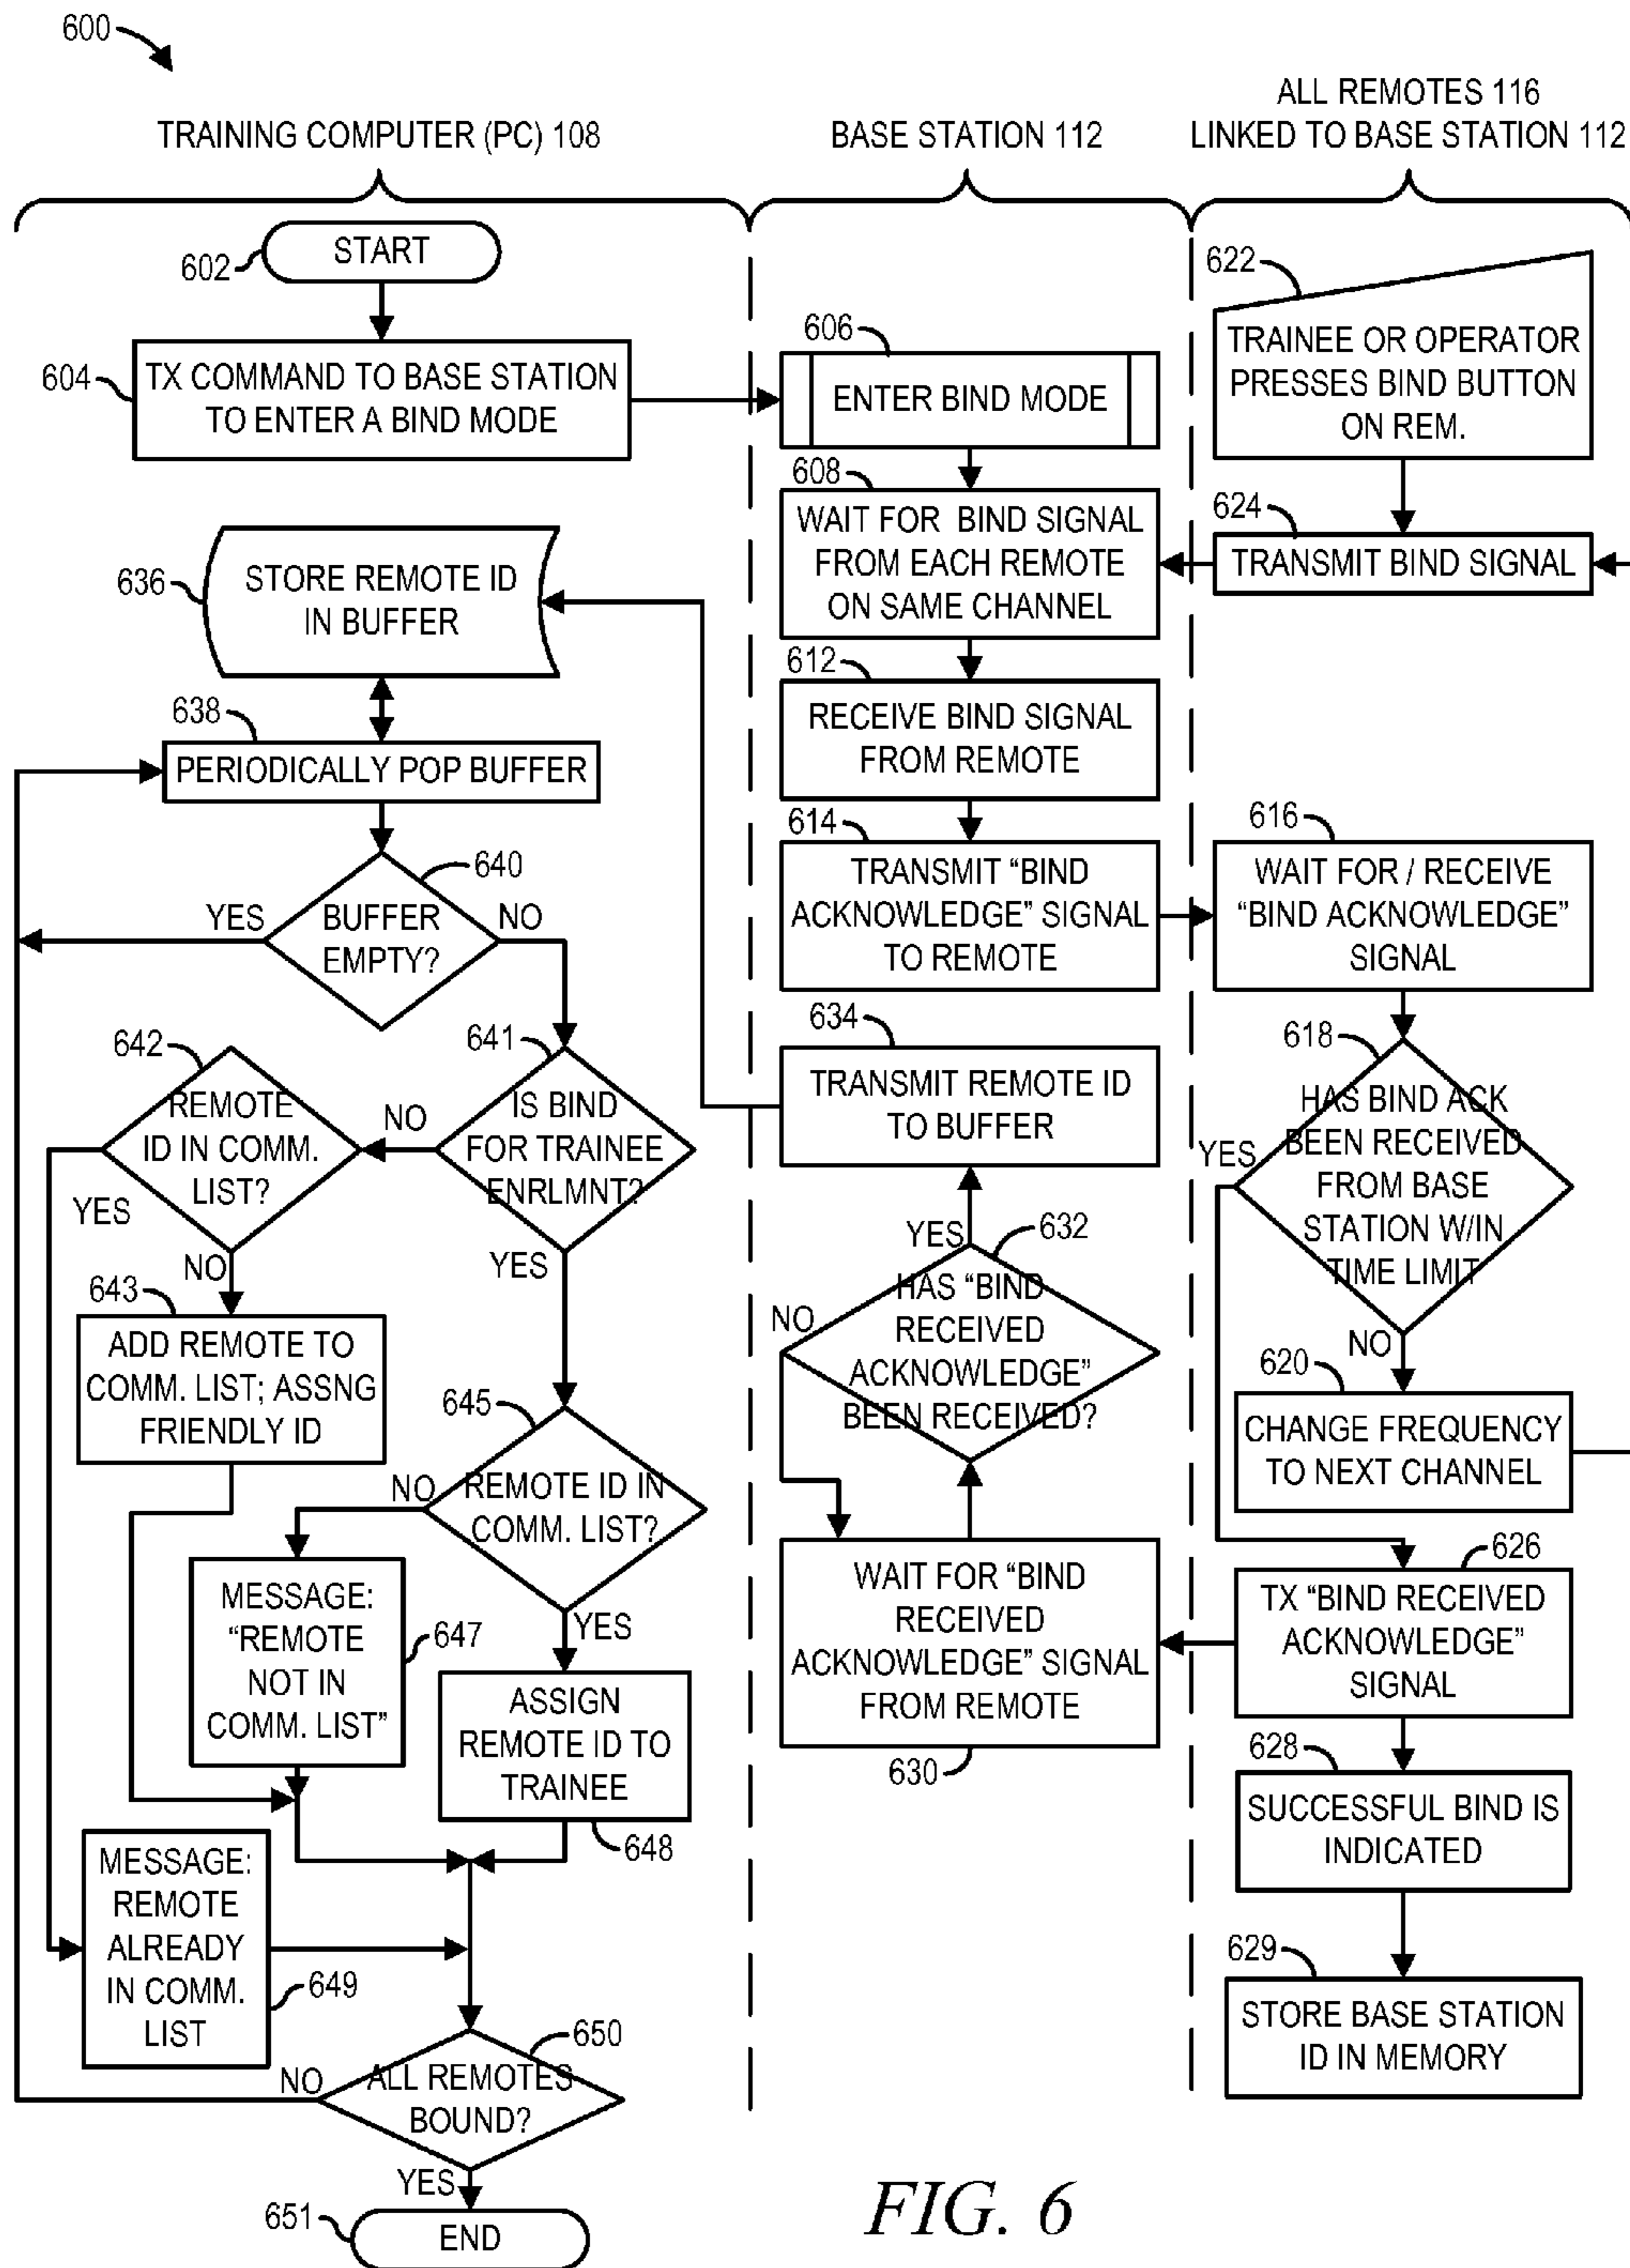 600
TRAINING COMPUTER (PC) 108
BASE STATION 112
ALL REMOTES 116
LINKED TO BASE STATION 112
602
START
604
TX COMMAND TO BASE STATION
TO ENTER A BIND MODE
636
STORE REMOTE ID
IN BUFFER
638
PERIODICALLY POP BUFFER
640
BUFFER
EMPTY?
YES
NO
641
IS BIND
FOR TRAINEE
ENRLMNT?
NO
YES
642
REMOTE
ID IN COMM.
LIST?
YES
NO
643
ADD REMOTE TO
COMM. LIST; ASSNG
FRIENDLY ID
645
REMOTE ID IN
COMM. LIST?
NO
YES
MESSAGE:
"REMOTE
NOT IN
COMM. LIST"
647
ASSIGN
REMOTE ID TO
TRAINEE
648
MESSAGE:
REMOTE
ALREADY
IN COMM.
LIST
649
650
ALL REMOTES
BOUND?
NO
YES
651
END
606
ENTER BIND MODE
608
WAIT FOR BIND SIGNAL
FROM EACH REMOTE
ON SAME CHANNEL
612
RECEIVE BIND SIGNAL
FROM REMOTE
614
TRANSMIT “BIND
ACKNOWLEDGE” SIGNAL
TO REMOTE
634
TRANSMIT REMOTE ID
TO BUFFER
YES
632
HAS “BIND
RECEIVED
ACKNOWLEDGE”
BEEN RECEIVED?
NO
WAIT FOR “BIND
RECEIVED
ACKNOWLEDGE” SIGNAL
FROM REMOTE
630
622
TRAINEE OR OPERATOR
PRESSES BIND BUTTON
ON REM.
624
TRANSMIT BIND SIGNAL
616
WAIT FOR / RECEIVE
“BIND ACKNOWLEDGE”
SIGNAL
618
HAS BIND ACK
BEEN RECEIVED
FROM BASE
STATION W/IN
TIME LIMIT
YES
NO
620
CHANGE FREQUENCY
TO NEXT CHANNEL
626
TX “BIND RECEIVED
ACKNOWLEDGE”
SIGNAL
628
SUCCESSFUL BIND IS
INDICATED
629
STORE BASE STATION
ID IN MEMORY
FIG. 6